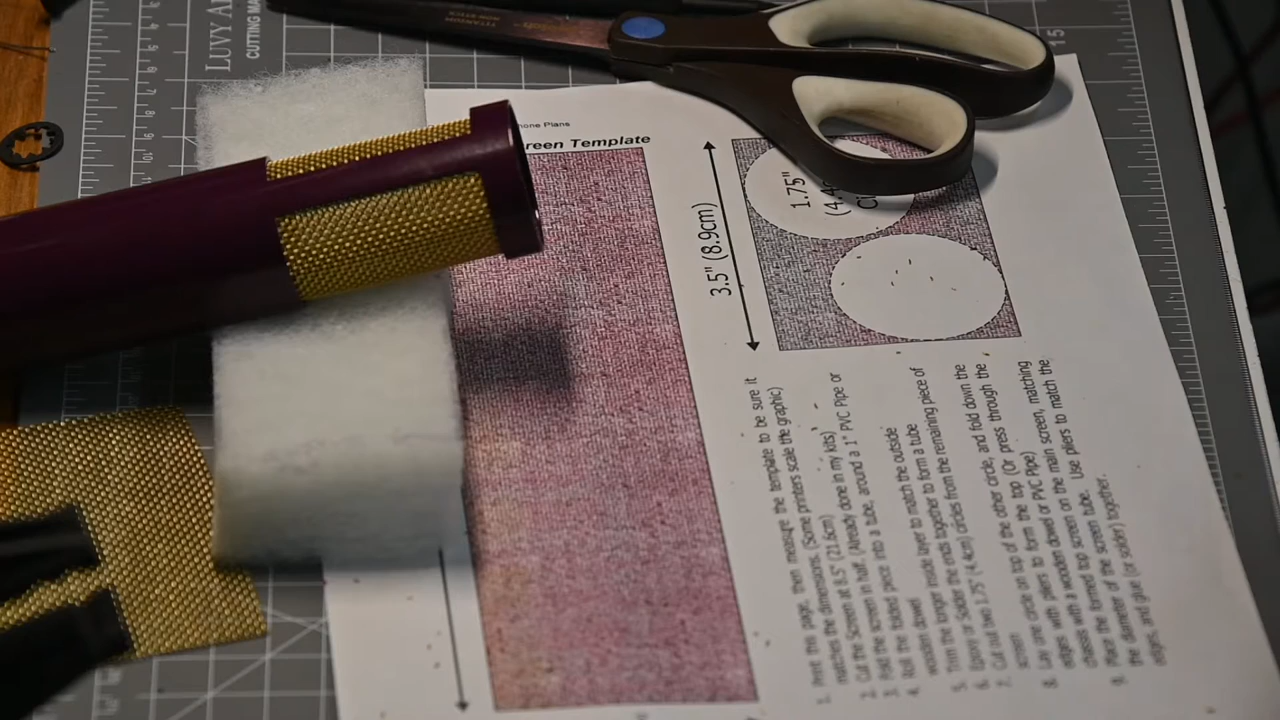 LUVY A
CUTTING MA
TITANIUM
NON-STICK
15
hone Plans
reen Template
3.5" (8.9cm)
1.75"
(4.4
Ci
1. Print this page, then measure the template to be sure it
matches the dimensions. (Some printers scale the graphic)
2. Cut the Screen at 8.5" (21.6cm)
3. Fold the screen in half. (Already done in my kits)
4. Roll the folded piece into a tube, around a 1" PVC Pipe or
wooden dowel
5. Trim the longer inside layer to match the outside
6. Epoxy or Solder the ends together to form a tube
7. Cut out two 1.75" (4.4cm) circles from the remaining piece of
screen
8. Lay one circle on top of the other circle, and fold down the
edges with pliers to form the top (Or press through the
chassis with a wooden dowel or PVC Pipe)
9. Place the formed top screen on the main screen, matching
the diameter of the screen tube. Use pliers to match the
edges, and glue (or solder) together.